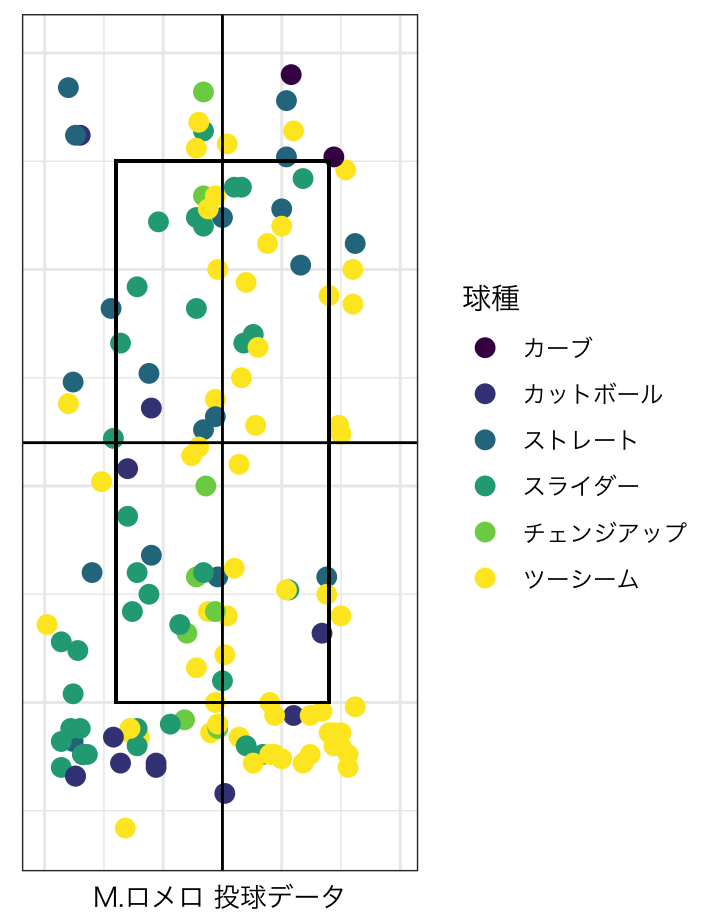 球種
カーブ
カットボール
ストレート
スライダー
チェンジアップ
ツーシーム
M.ロメロ 投球データ